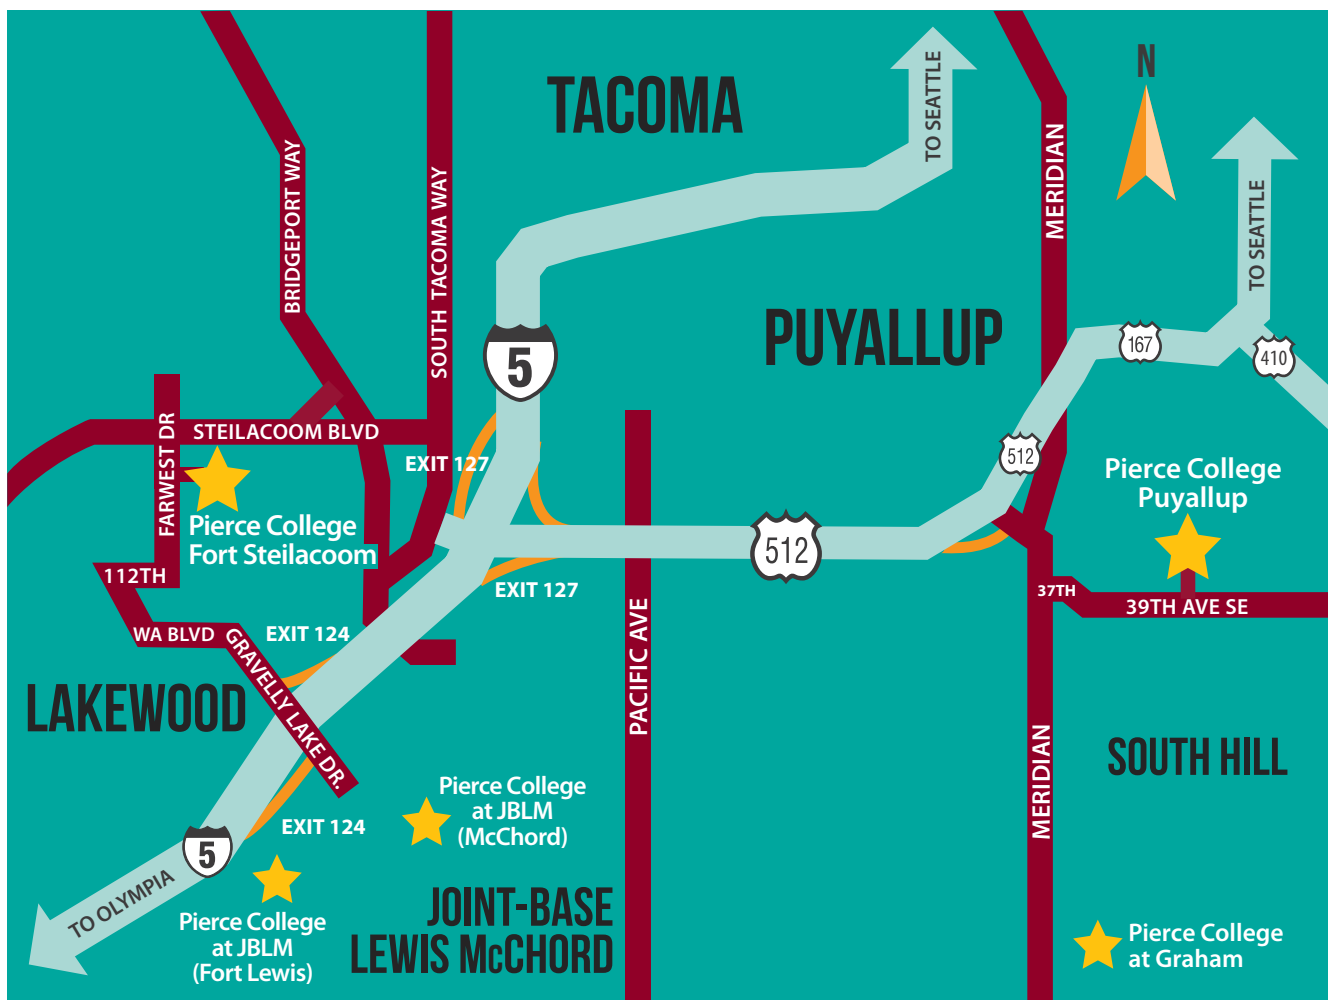 TACOMA
TO SEATTLE
N
BRIDGEPORT WAY
SOUTH TACOMA WAY
MERIDIAN
TO SEATTLE
PUYALLUP
5
167
410
FARWEST DR
STEILACOOM BLVD
EXIT 127
512
Pierce College
Puyallup
Pierce College
Fort Steilacoom
512
112TH
EXIT 127
37TH
39TH AVE SE
WA BLVD
EXIT 124
GRAVELLY LAKE DR.
PACIFIC AVE
LAKEWOOD
MERIDIAN
SOUTH HILL
Pierce College
at JBLM
(McChord)
EXIT 124
5
TO OLYMPIA
Pierce College
at JBLM
(Fort Lewis)
JOINT-BASE
LEWIS McCHORD
Pierce College
at Graham